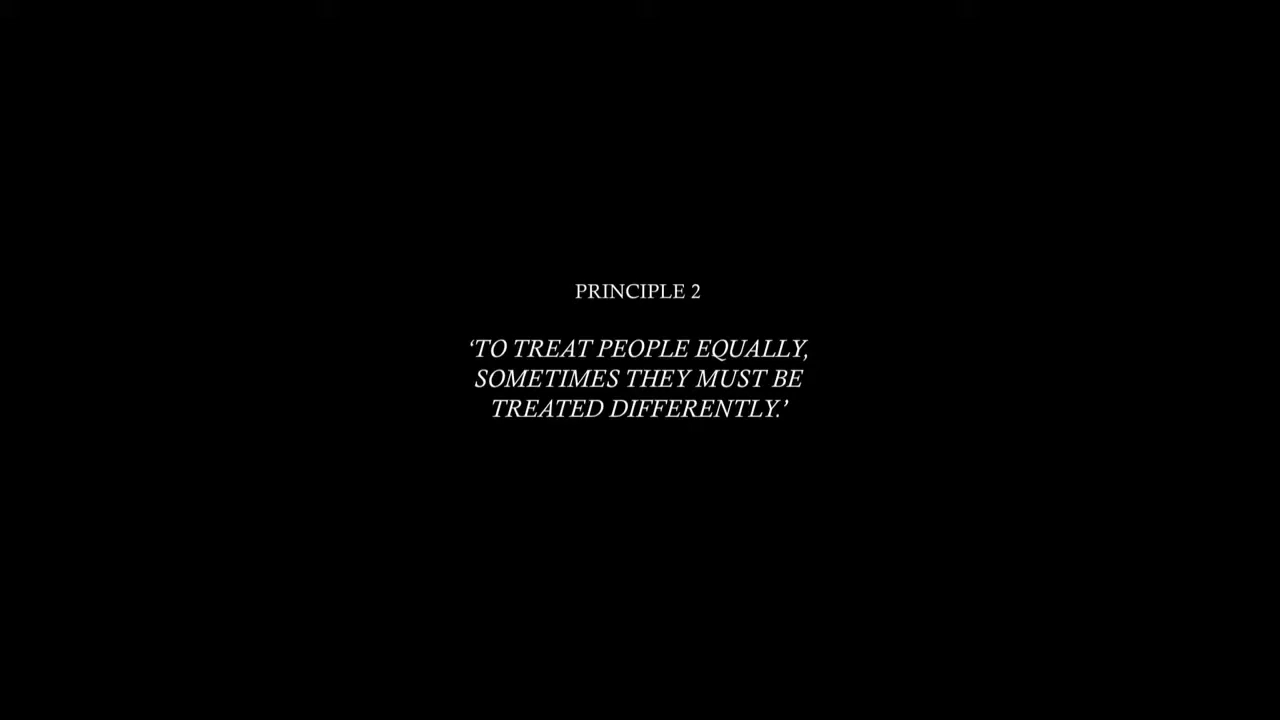 PRINCIPLE 2
‘TO TREAT PEOPLE EQUALLY,
SOMETIMES THEY MUST BE
TREATED DIFFERENTLY.’